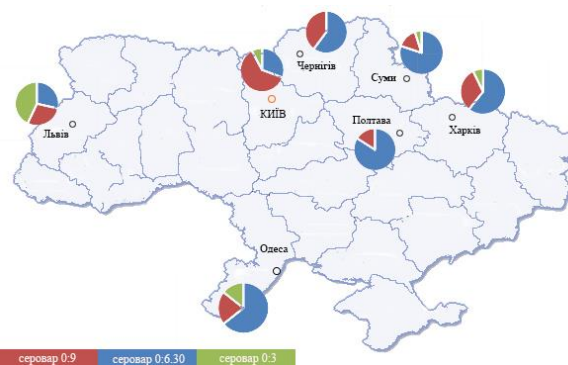 Чернігів
Суми
КИЇВ
Полтава
Харків
Львів
Одеса
серовар 0:9
серовар 0:6.30
серовар 0:3